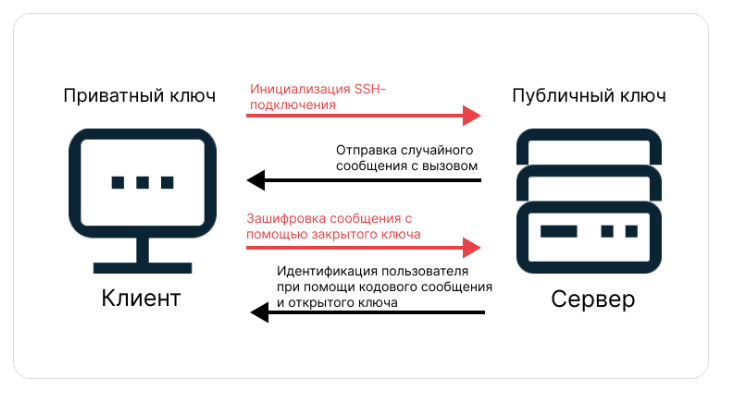 Приватный ключ
Инициализация SSH-
подключения
Публичный ключ
Отправка случайного
сообщения с вызовом
Зашифровка сообщения с
помощью закрытого ключа
Идентификация пользователя
при помощи кодового сообщения
и открытого ключа
Клиент
Сервер